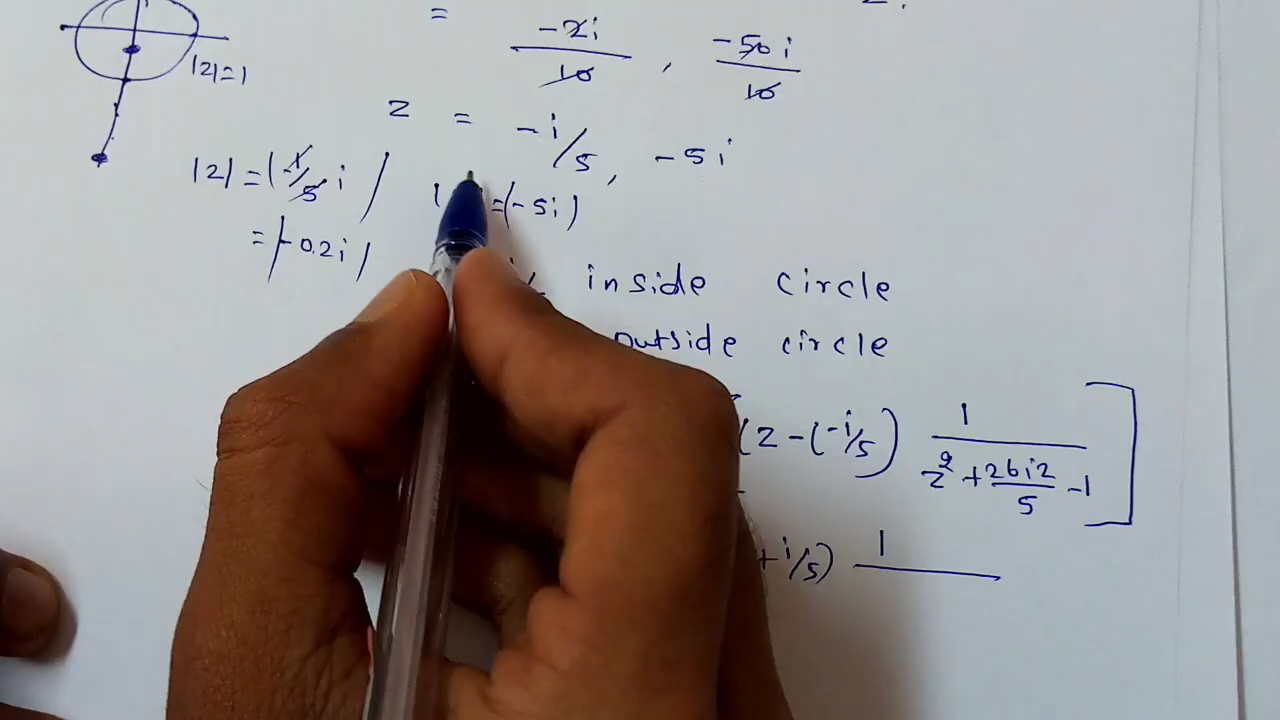 = -2i/10 , -50i/10
|z|=1
z = -i/5 , -5i
|z| = |-1/5 i| = |-5i|
= |-0.2i|
inside circle
outside circle
(z-(-i/5)) 1/(z²+26iz/5 -1) ]
+i/5) 1